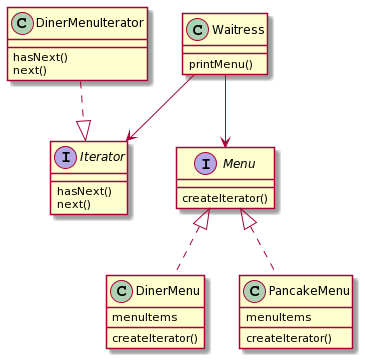 C DinerMenuIterator
hasNext()
next()
C Waitress
printMenu()
I Iterator
hasNext()
next()
I Menu
createIterator()
C DinerMenu
menuItems
createIterator()
C PancakeMenu
menuItems
createIterator()